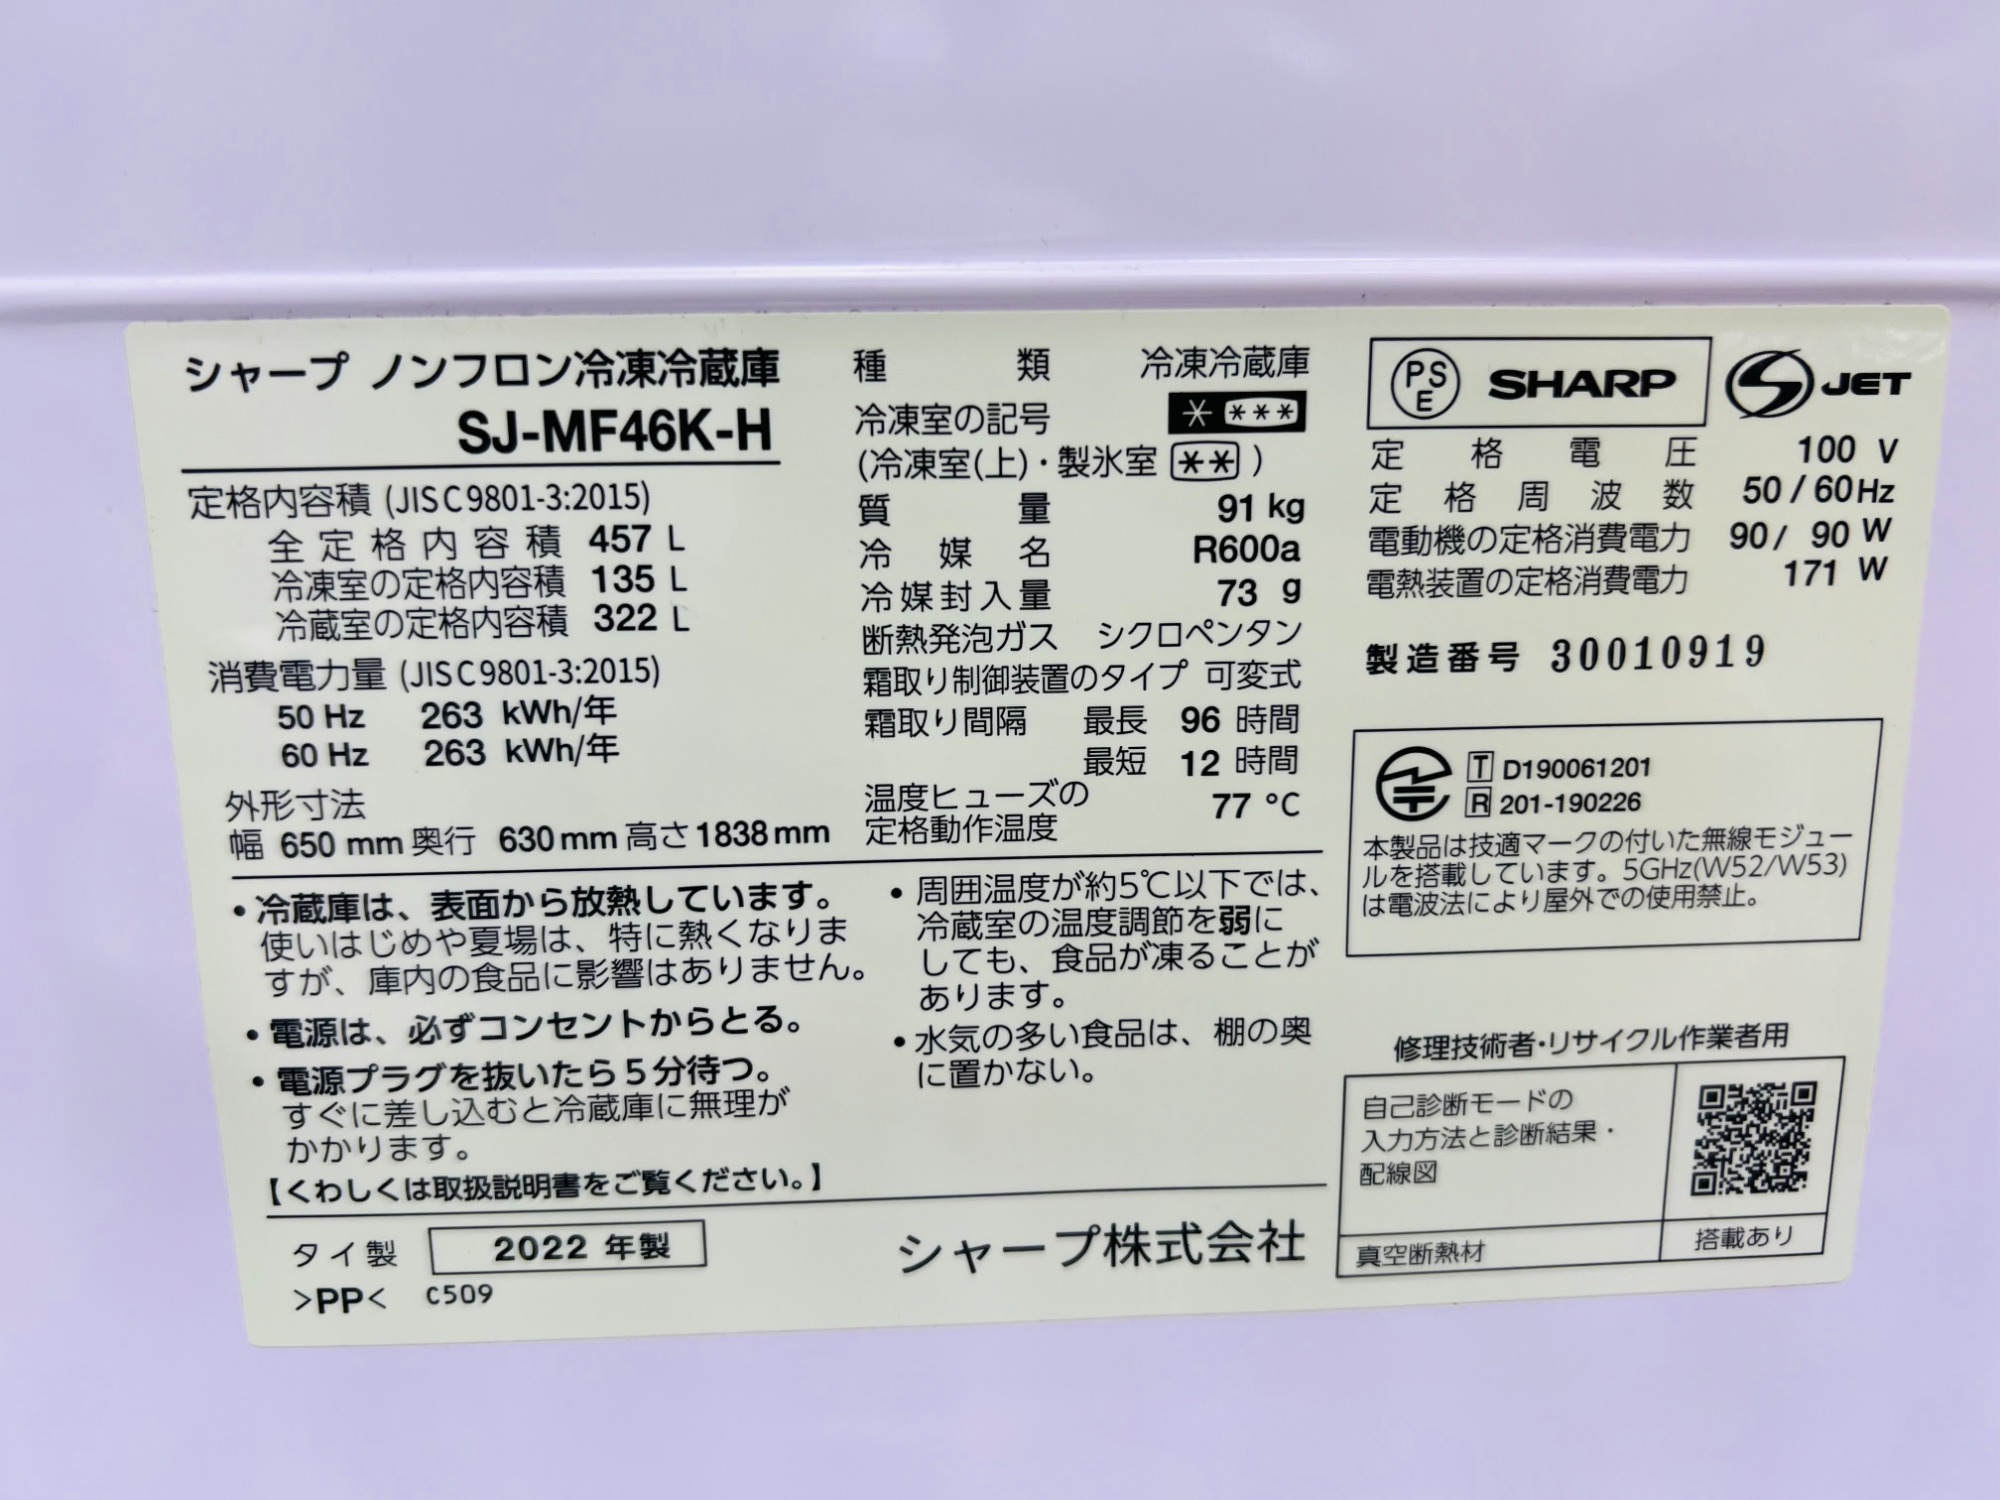 シャープ ノンフロン冷凍冷蔵庫
SJ-MF46K-H
定格内容積 (JIS C 9801-3:2015)
全定格内容積 457 L
冷凍室の定格内容積 135 L
冷蔵室の定格内容積 322 L
消費電力量 (JIS C 9801-3:2015)
50 Hz 263 kWh/年
60 Hz 263 kWh/年
外形寸法
幅 650 mm 奥行 630 mm 高さ 1838 mm
種類 冷凍冷蔵庫
冷凍室の記号 * ***
(冷凍室(上)・製氷室 ** )
質量 91 kg
冷媒名 R600a
冷媒封入量 73 g
断熱発泡ガス シクロペンタン
霜取り制御装置のタイプ 可変式
霜取り間隔 最長 96 時間
最短 12 時間
温度ヒューズの
定格動作温度 77 ℃
・冷蔵庫は、表面から放熱しています。
使いはじめや夏場は、特に熱くなりま
すが、庫内の食品に影響はありません。
・電源は、必ずコンセントからとる。
・電源プラグを抜いたら5分待つ。
すぐに差し込むと冷蔵庫に無理が
かかります。
【くわしくは取扱説明書をご覧ください。】
・周囲温度が約5℃以下では、
冷蔵室の温度調節を弱に
しても、食品が凍ることが
あります。
・水気の多い食品は、棚の奥
に置かない。
タイ製 2022 年製
>PP< C509
シャープ株式会社
PSE SHARP S JET
定格電圧 100 V
定格周波数 50 / 60 Hz
電動機の定格消費電力 90 / 90 W
電熱装置の定格消費電力 171 W
製造番号 30010919
T D190061201
R 201-190226
本製品は技適マークの付いた無線モジュー
ルを搭載しています。5GHz(W52/W53)
は電波法により屋外での使用禁止。
修理技術者・リサイクル作業者用
自己診断モードの
入力方法と診断結果・
配線図
真空断熱材 搭載あり